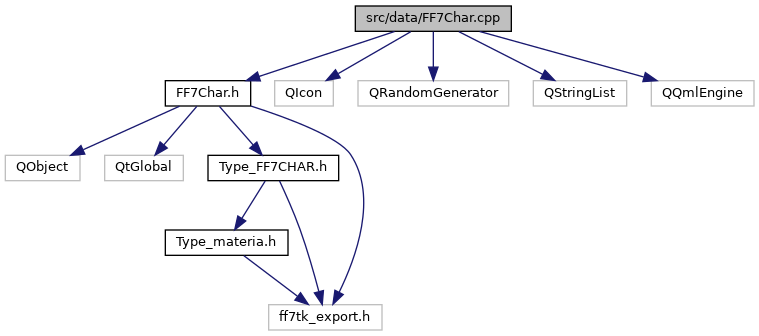 src/data/FF7Char.cpp
FF7Char.h
QIcon
QRandomGenerator
QStringList
QQmlEngine
QObject
QtGlobal
Type_FF7CHAR.h
Type_materia.h
ff7tk_export.h